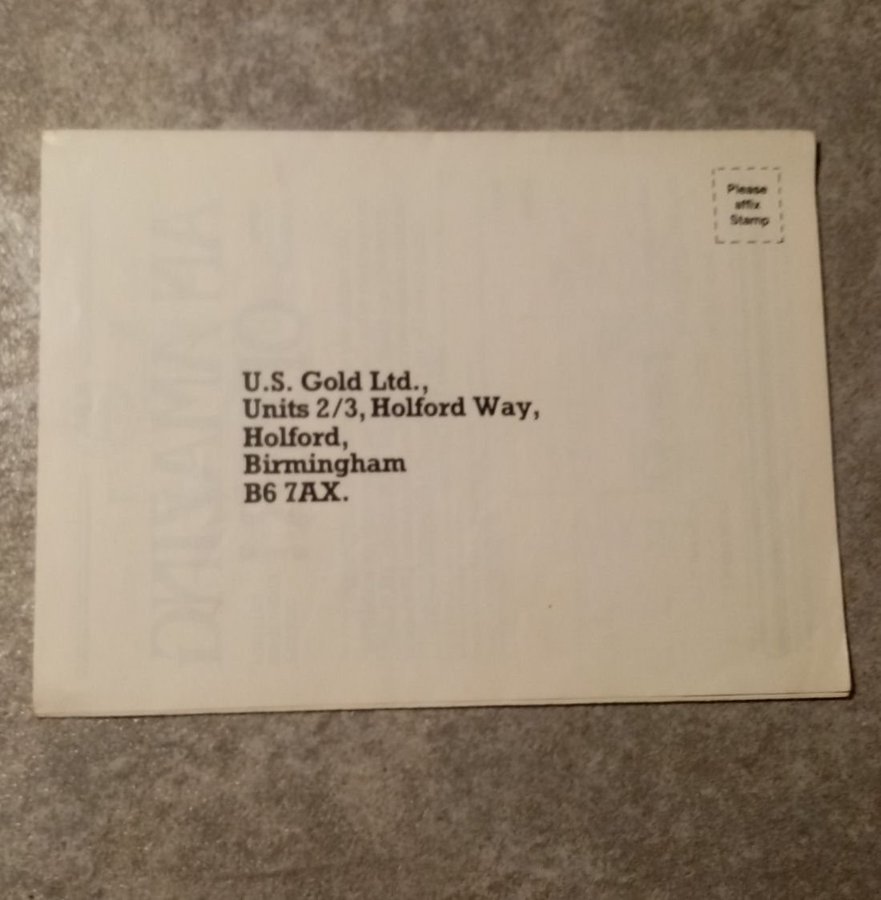 Please
affix
Stamp
U.S. Gold Ltd.,
Units 2/3, Holford Way,
Holford,
Birmingham
B6 7AX.